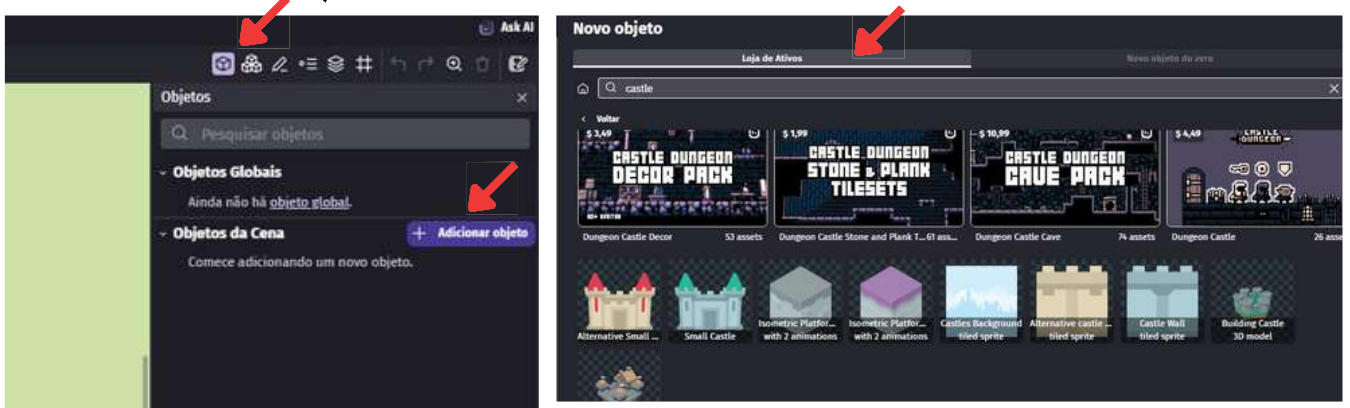 Ask AI
Objetos
Pesquisar objetos
Objetos Globais
Ainda não há objeto global.
Objetos da Cena
+ Adicionar objeto
Comece adicionando um novo objeto.
Novo objeto
Loja de Ativos
Novo objeto do zero
castle
Voltar
$ 3,49
$ 1,99
$ 10,99
$ 4,49
CASTLE DUNGEON
DECOR PACK
CASTLE DUNGEON
STONE & PLANK
TILESETS
CASTLE DUNGEON
CAVE PACK
CASTLE
-DUNGEON-
Dungeon Castle Decor
53 assets
Dungeon Castle Stone and Plank T... 61 ass...
Dungeon Castle Cave
74 assets
Dungeon Castle
26 asse
Alternative Small ...
Small Castle
Isometric Platfor...
with 2 animations
Isometric Platfor...
with 2 animations
Castles Background
tiled sprite
Alternative castle ...
tiled sprite
Castle Wall
tiled sprite
Building Castle
3D model